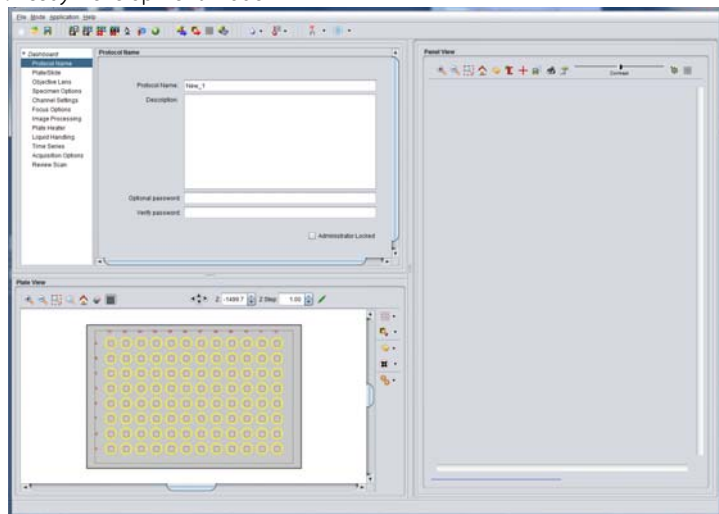 File Mode Application Help
Dashboard
Protocol Name
Plate/Slide
Objective Lens
Specimen Options
Channel Settings
Focus Options
Image Processing
Plate Heater
Liquid Handling
Time Series
Acquisition Options
Review Scan
Protocol Name
Protocol Name: New_1
Description:
Optional password:
Verify password:
Administrator Locked
Plate View
Z: -1489.7 Z Step: 1.00
Panel View
Contrast